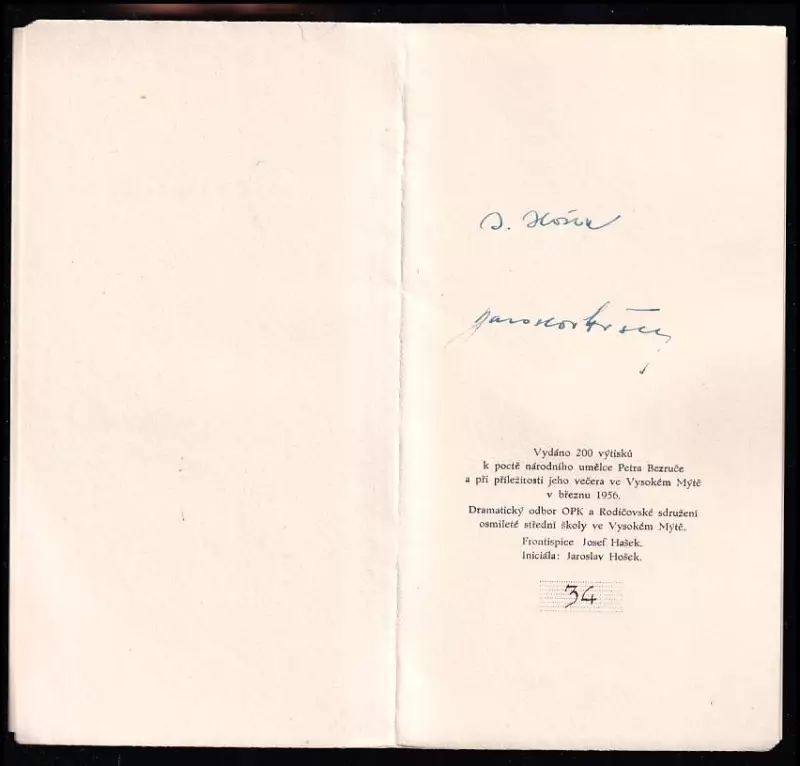 Vydáno 200 výtisků
k poctě národního umělce Petra Bezruče
a při příležitosti jeho večera ve Vysokém Mýtě
v březnu 1956.
Dramatický odbor OPK a Rodičovské sdružení
osmileté střední školy ve Vysokém Mýtě.
Frontispice Josef Hašek.
Iniciála: Jaroslav Hošek.
34